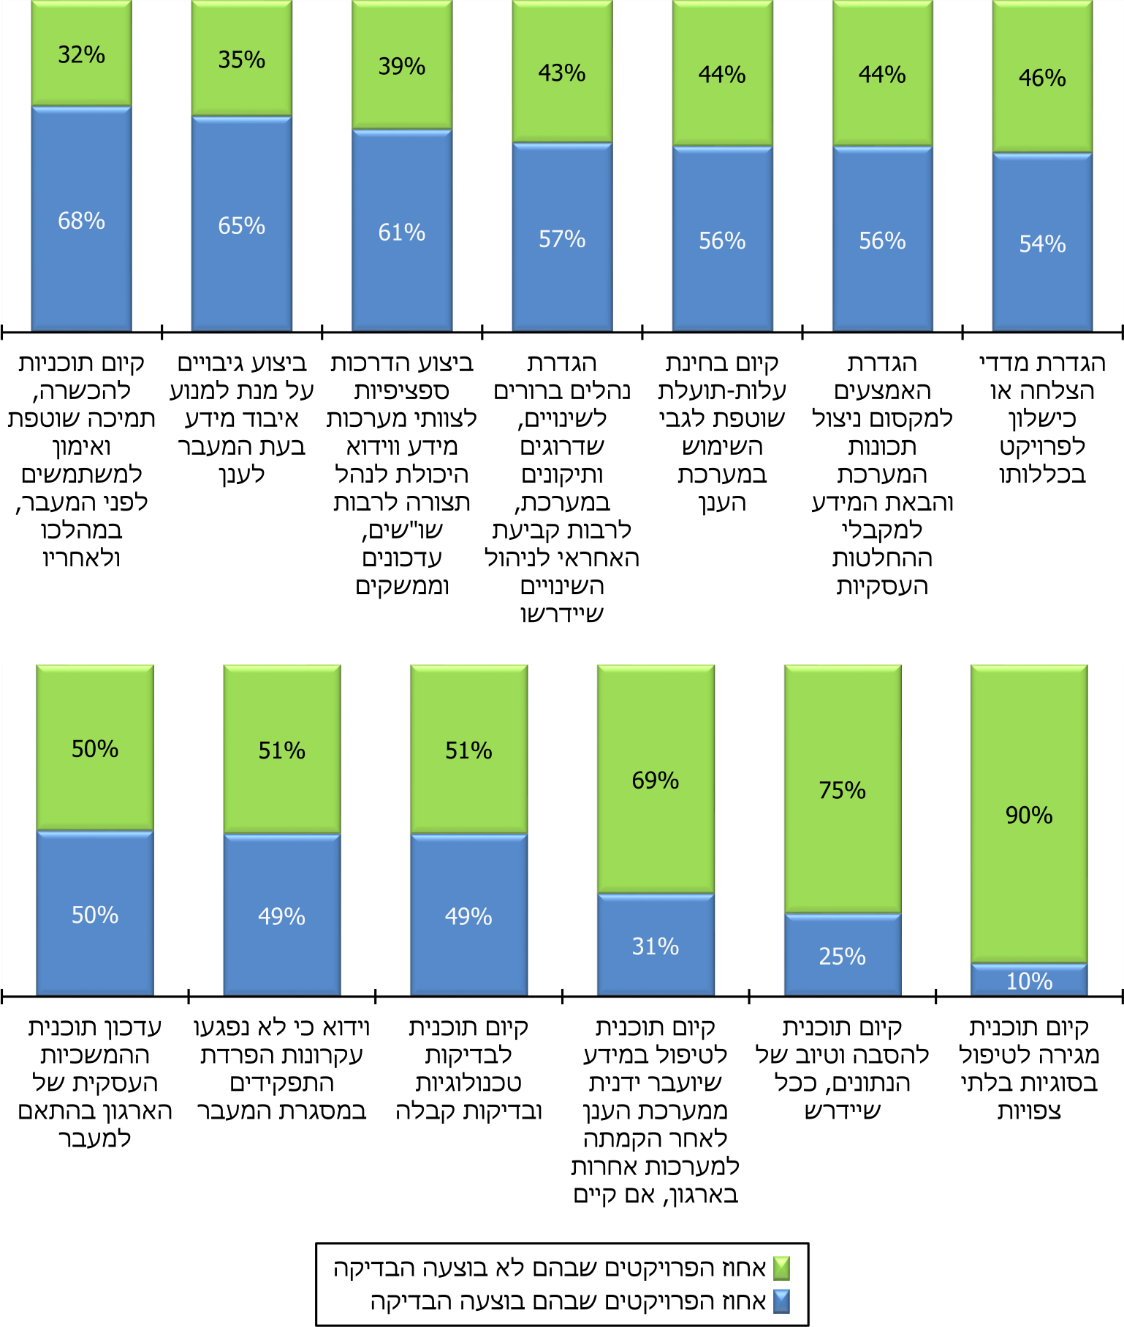 32%
35%
39%
43%
44%
44%
46%
68%
65%
61%
57%
56%
56%
54%
קיום תוכניות
להכשרה,
תמיכה שוטפת
ואימון
למשתמשים
לפני המעבר,
במהלכו
ולאחריו
ביצוע גיבויים
על מנת למנוע
איבוד מידע
בעת המעבר
לענן
ביצוע הדרכות
ספציפיות
לצוותי מערכות
מידע ווידוא
היכולת לנהל
תצורה לרבות
שו"שים,
עדכונים
וממשקים
הגדרת
נהלים ברורים
לשינויים,
שדרוגים
ותיקונים
במערכת,
לרבות קביעת
האחראי לניהול
השינויים
שיידרשו
קיום בחינת
עלות-תועלת
שוטפת לגבי
השימוש
במערכת
הענן
הגדרת
האמצעים
למקסום ניצול
תכונות
המערכת
והבאת המידע
למקבלי
ההחלטות
העסקיות
הגדרת מדדי
הצלחה או
כישלון
לפרויקט
בכללותו
50%
51%
51%
69%
75%
90%
50%
49%
49%
31%
25%
10%
עדכון תוכנית
ההמשכיות
העסקית של
הארגון בהתאם
למעבר
וידוא כי לא נפגעו
עקרונות הפרדת
התפקידים
במסגרת המעבר
קיום תוכנית
לבדיקות
טכנולוגיות
ובדיקות קבלה
קיום תוכנית
לטיפול במידע
שיועבר ידנית
ממערכת הענן
לאחר הקמתה
למערכות אחרות
בארגון, אם קיים
קיום תוכנית
להסבה וטיוב של
הנתונים, ככל
שיידרש
קיום תוכנית
מגירה לטיפול
בסוגיות בלתי
צפויות
אחוז הפרויקטים שבהם לא בוצעה הבדיקה
אחוז הפרויקטים שבהם בוצעה הבדיקה